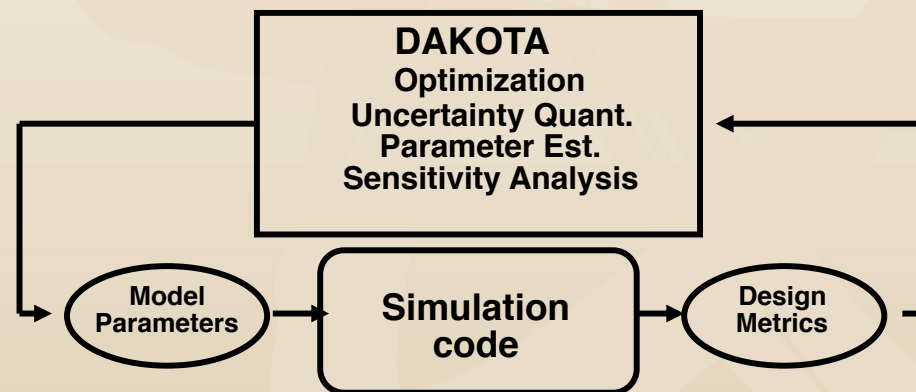 DAKOTA
Optimization
Uncertainty Quant.
Parameter Est.
Sensitivity Analysis
Model
Parameters
Simulation
code
Design
Metrics